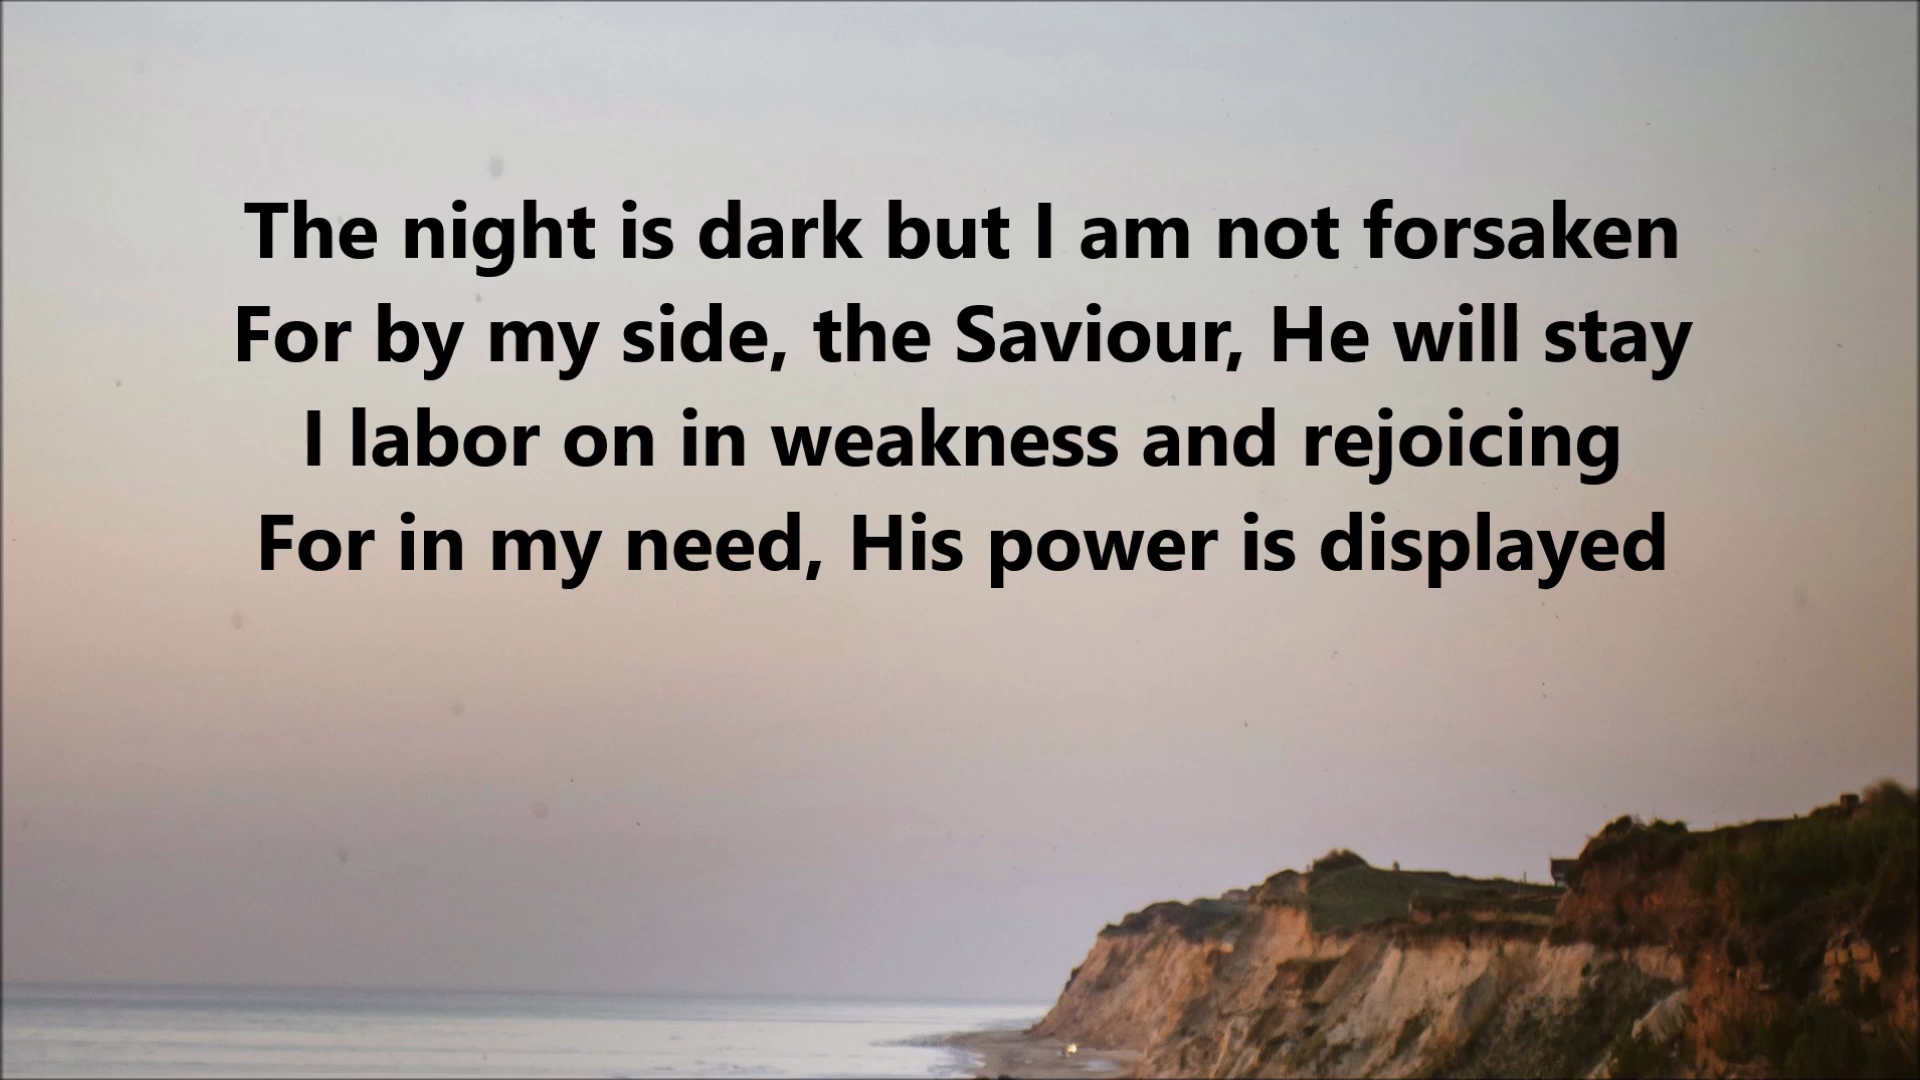 The night is dark but I am not forsaken
For by my side, the Saviour, He will stay
I labor on in weakness and rejoicing
For in my need, His power is displayed